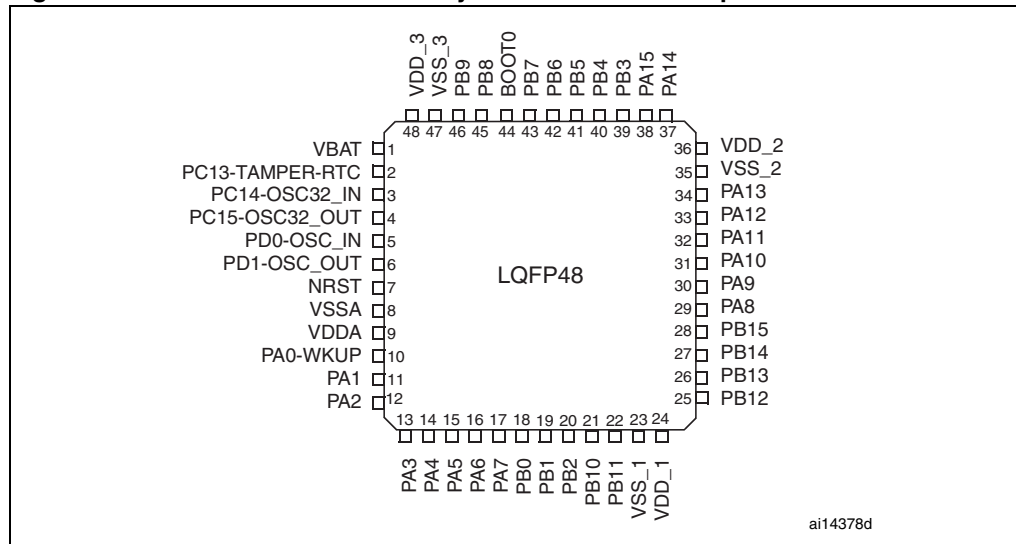 VDD_3
VSS_3
PB9
PB8
BOOT0
PB7
PB6
PB5
PB4
PB3
PA15
PA14
48 47 46 45 44 43 42 41 40 39 38 37
VBAT 1
PC13-TAMPER-RTC 2
PC14-OSC32_IN 3
PC15-OSC32_OUT 4
PD0-OSC_IN 5
PD1-OSC_OUT 6
NRST 7
VSSA 8
VDDA 9
PA0-WKUP 10
PA1 11
PA2 12
LQFP48
36 VDD_2
35 VSS_2
34 PA13
33 PA12
32 PA11
31 PA10
30 PA9
29 PA8
28 PB15
27 PB14
26 PB13
25 PB12
13 14 15 16 17 18 19 20 21 22 23 24
PA3
PA4
PA5
PA6
PA7
PB0
PB1
PB2
PB10
PB11
VSS_1
VDD_1
ai14378d